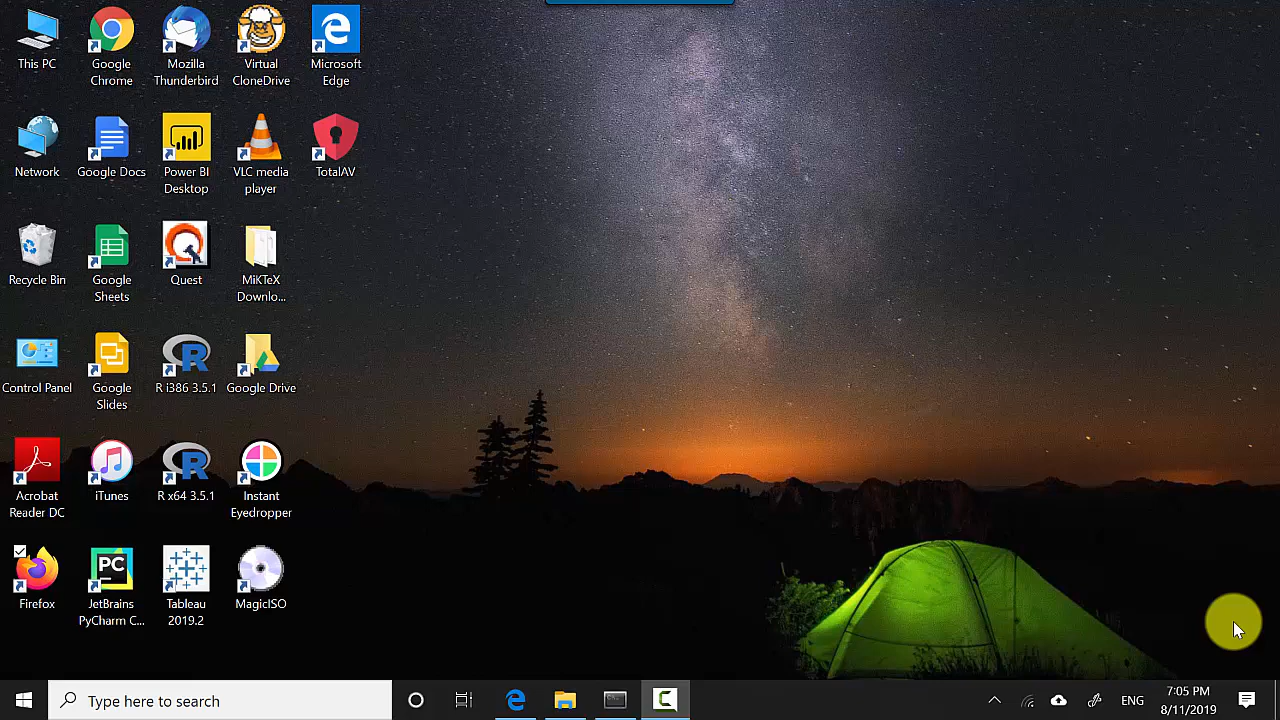 This PC
Google
Chrome
Mozilla
Thunderbird
Virtual
CloneDrive
Microsoft
Edge
Network
Google Docs
Power BI
Desktop
VLC media
player
TotalAV
Recycle Bin
Google
Sheets
Quest
MiKTeX
Downlo...
Control Panel
Google
Slides
R i386 3.5.1
Google Drive
Acrobat
Reader DC
iTunes
R x64 3.5.1
Instant
Eyedropper
Firefox
PC
JetBrains
PyCharm C...
Tableau
2019.2
MagicISO
Type here to search
ENG
7:05 PM
8/11/2019